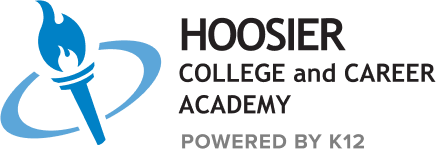 HOOSIER
COLLEGE and CAREER
ACADEMY
POWERED BY K12